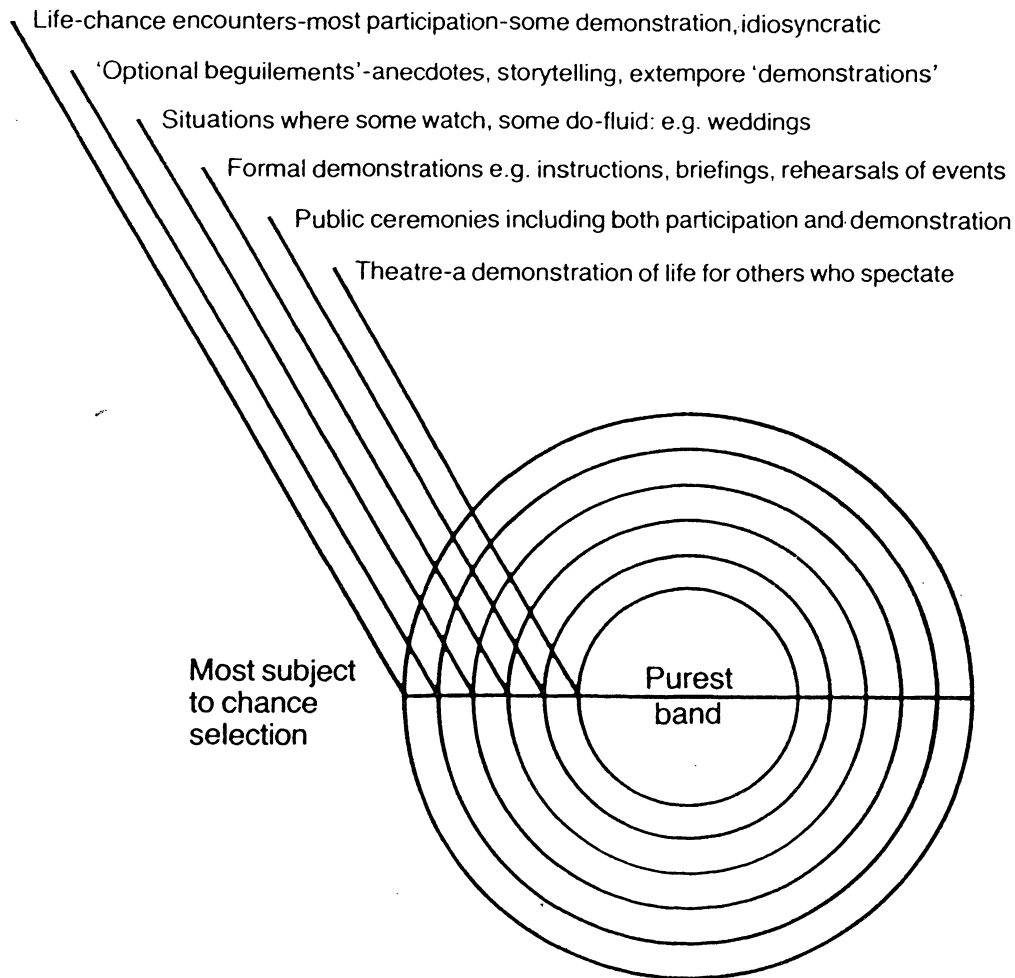 Life-chance encounters-most participation-some demonstration, idiosyncratic
‘Optional beguilements’-anecdotes, storytelling, extempore ‘demonstrations’
Situations where some watch, some do-fluid: e.g. weddings
Formal demonstrations e.g. instructions, briefings, rehearsals of events
Public ceremonies including both participation and demonstration
Theatre-a demonstration of life for others who spectate
Most subject
to chance
selection
Purest
band